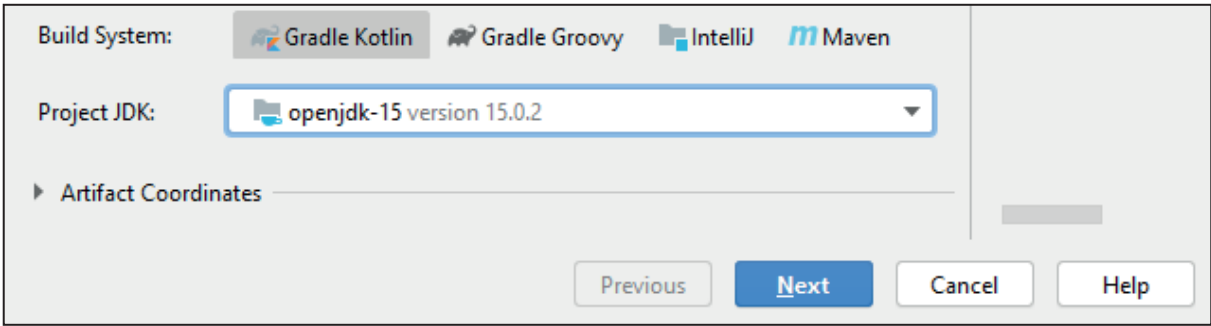 Build System: Gradle Kotlin Gradle Groovy IntelliJ Maven
Project JDK: openjdk-15 version 15.0.2
Artifact Coordinates
Previous Next Cancel Help